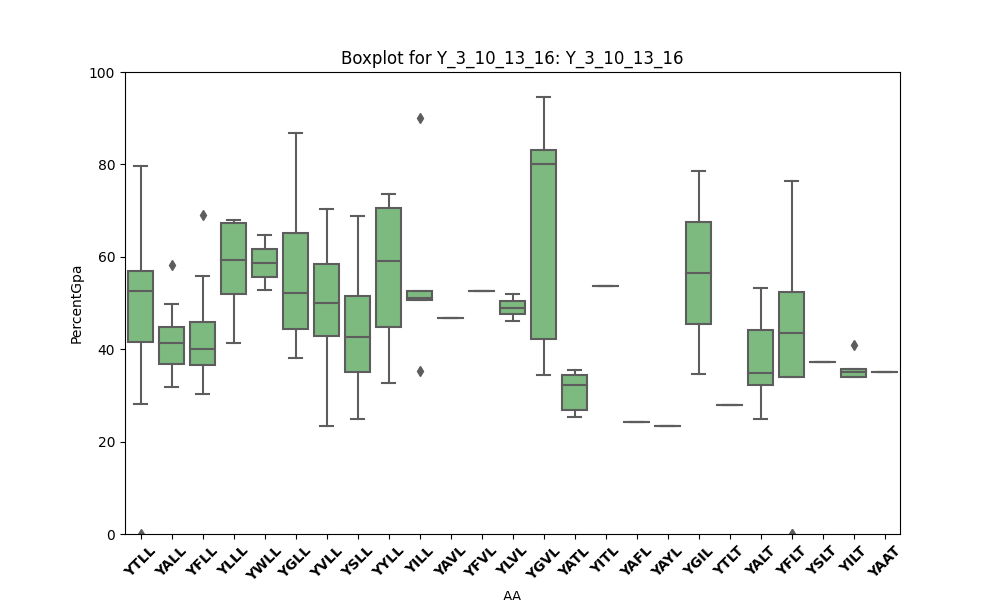 Boxplot for Y_3_10_13_16: Y_3_10_13_16
100
80
60
40
20
0
PercentGpa
YTLL YALL YFLL YLLL YWLL YGLL YVLL YSLL YYLL YILL YAVL YFVL YLVL YGVL YATL YITL YAFL YAYL YGIL YTLT YALT YFLT YSLT YILT YAAT
AA